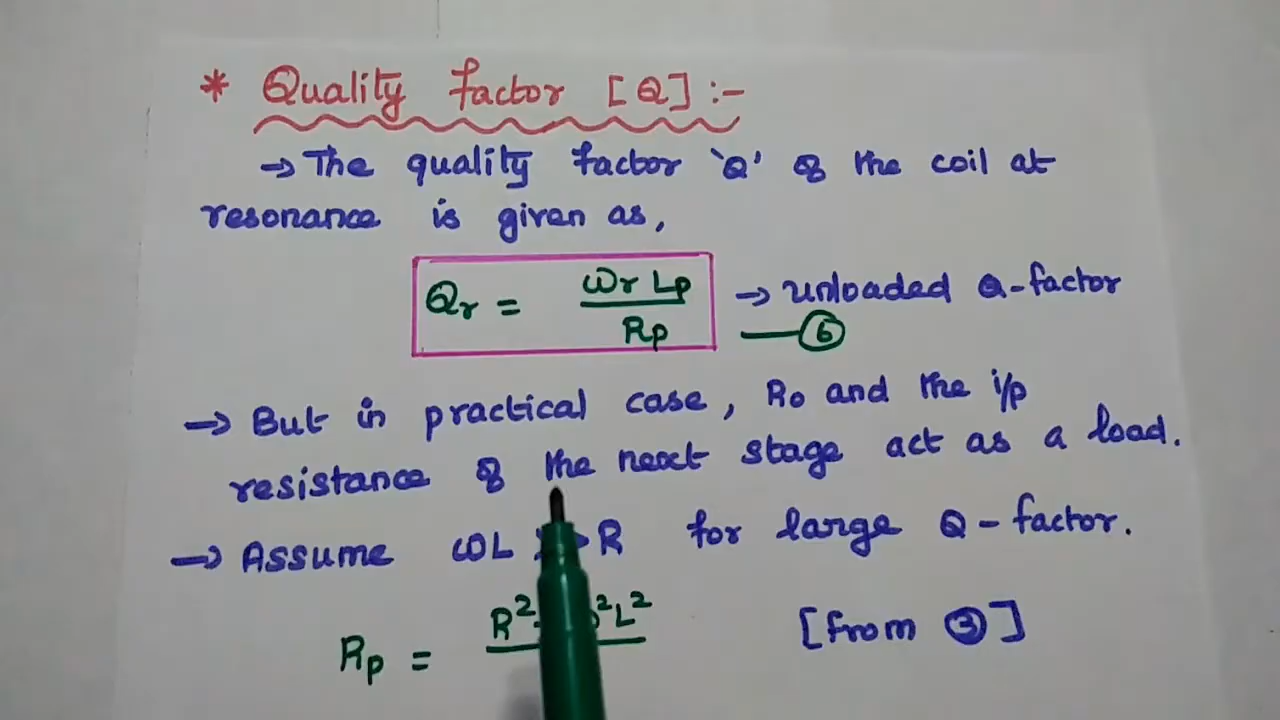 * Quality factor [Q] :-
→ The quality factor 'Q' of the coil at
resonance is given as,
Qr = ωr Lp / Rp → unloaded Q-factor
— 6
→ But in practical case, Ro and the i/p
resistance of the next stage act as a load.
→ Assume ωL >> R for large Q-factor.
Rp = R² L² [from 3]